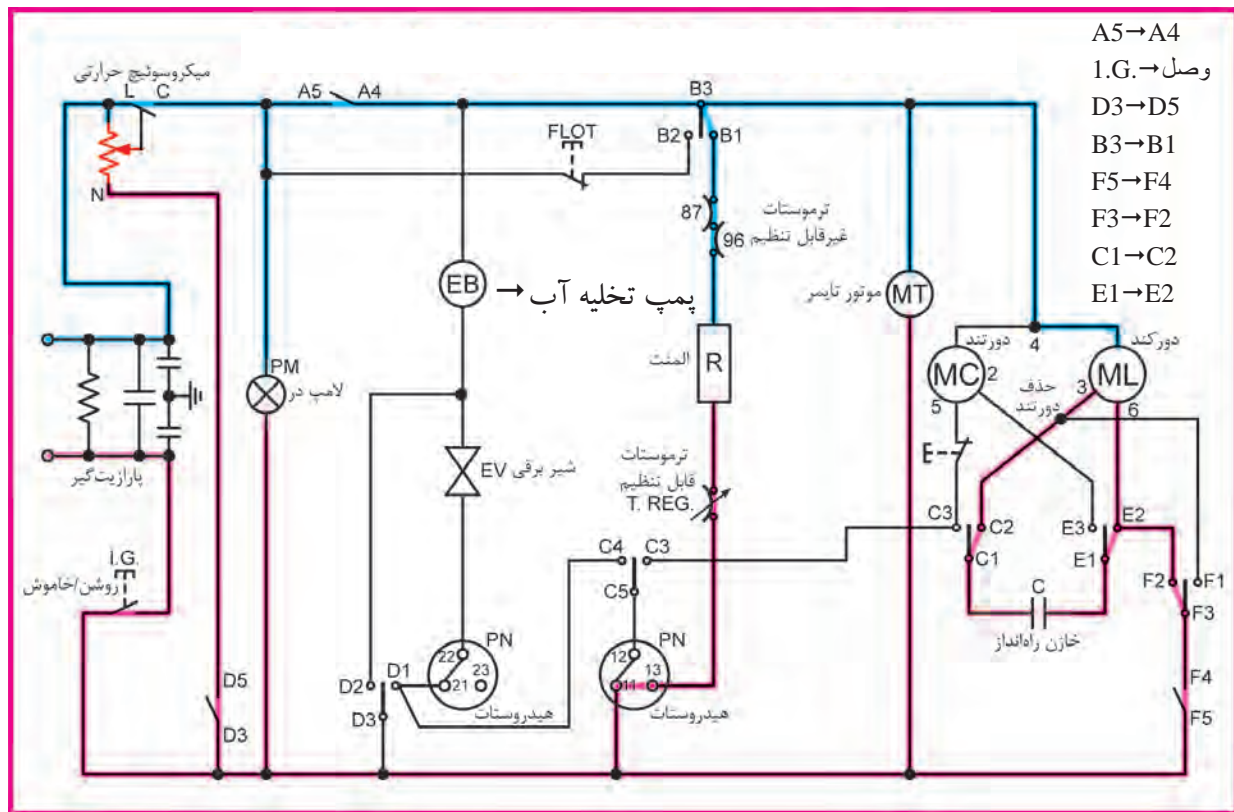 A5→A4
1.G.→وصل
D3→D5
B3→B1
F5→F4
F3→F2
C1→C2
E1→E2
میکروسوئیچ حرارتی
L C
A5 A4
B3
FLOT
B2
B1
N
87
96
ترموستات
غیرقابل تنظیم
EB
→ پمپ تخلیه آب
MT
موتور تایمر
المنت
R
دورتند
4
دورکند
MC
2
5
ML
3
6
حذف
دورتند
PM
لامپ در
پارازیت‌گیر
شیر برقی EV
ترموستات
قابل تنظیم
T. REG.
E
C3
C2
C1
E3
E2
E1
C
خازن راه‌انداز
F2
F1
F3
F4
F5
I.G.
روشن/خاموش
C4
C3
C5
PN
22
23
21
هیدروستات
PN
12
13
11
هیدروستات
D2
D1
D3
D5
D3